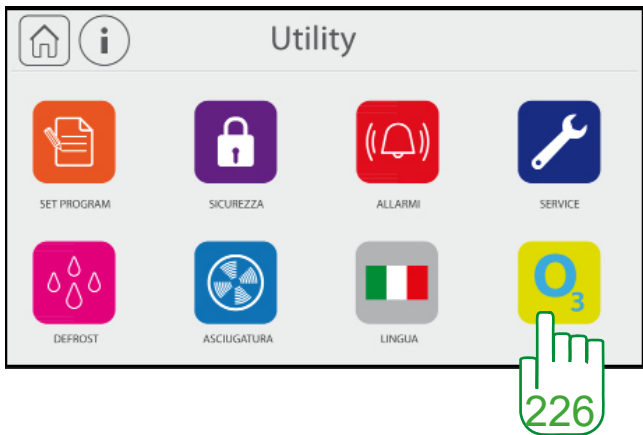 i Utility
SET PROGRAM SICUREZZA ALLARMI SERVICE
O3
DEFROST ASCIUGATURA LINGUA
226